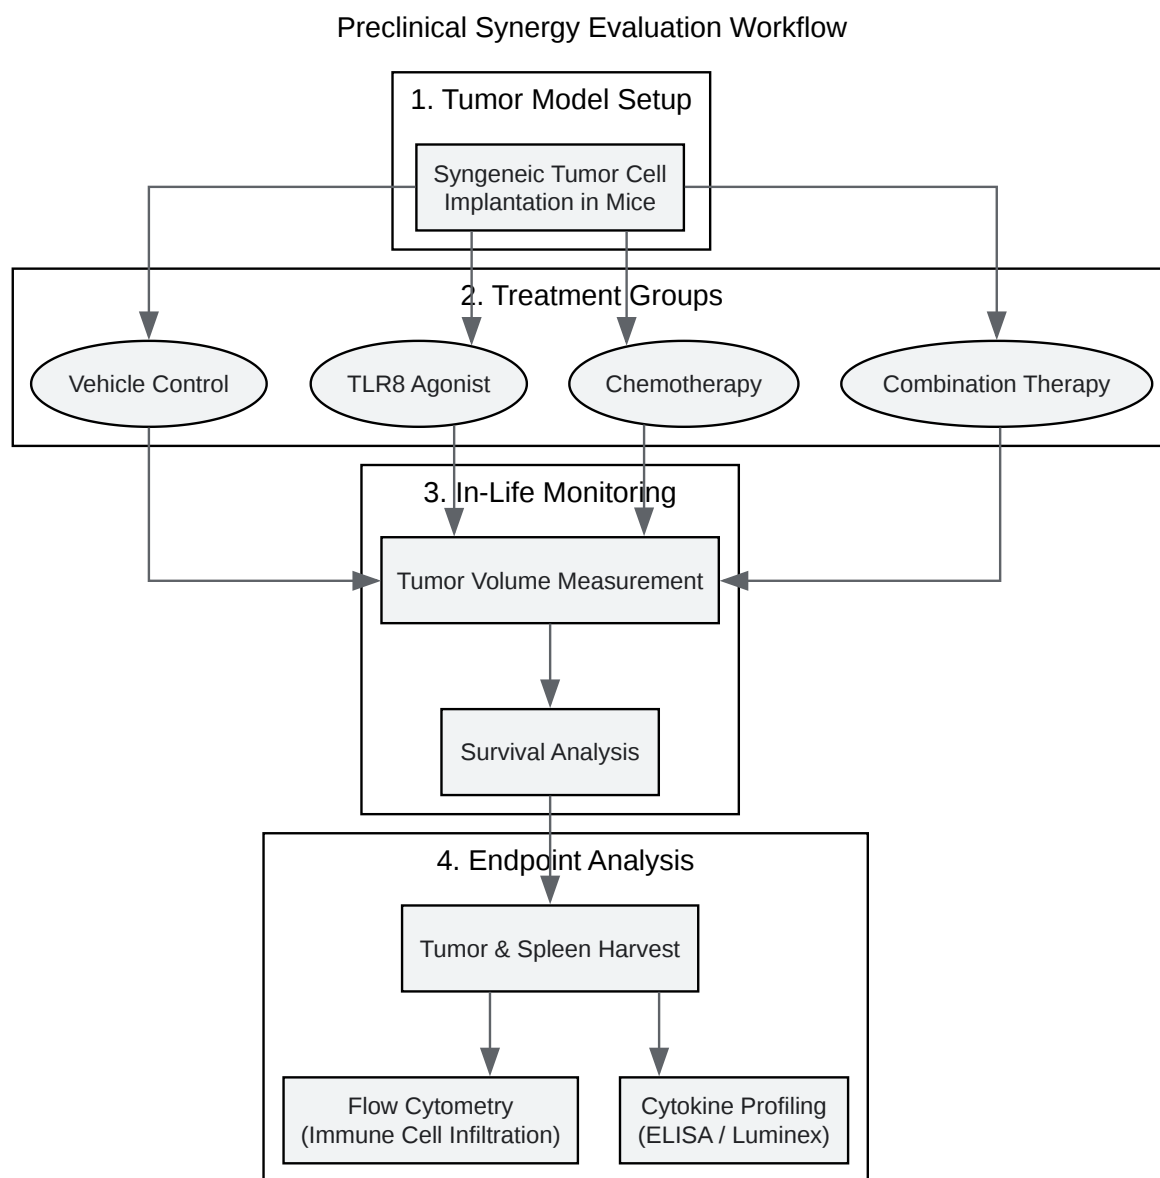 Preclinical Synergy Evaluation Workflow
1. Tumor Model Setup
Syngeneic Tumor Cell
Implantation in Mice
2. Treatment Groups
Vehicle Control
TLR8 Agonist
Chemotherapy
Combination Therapy
3. In-Life Monitoring
Tumor Volume Measurement
Survival Analysis
4. Endpoint Analysis
Tumor & Spleen Harvest
Flow Cytometry
(Immune Cell Infiltration)
Cytokine Profiling
(ELISA / Luminex)